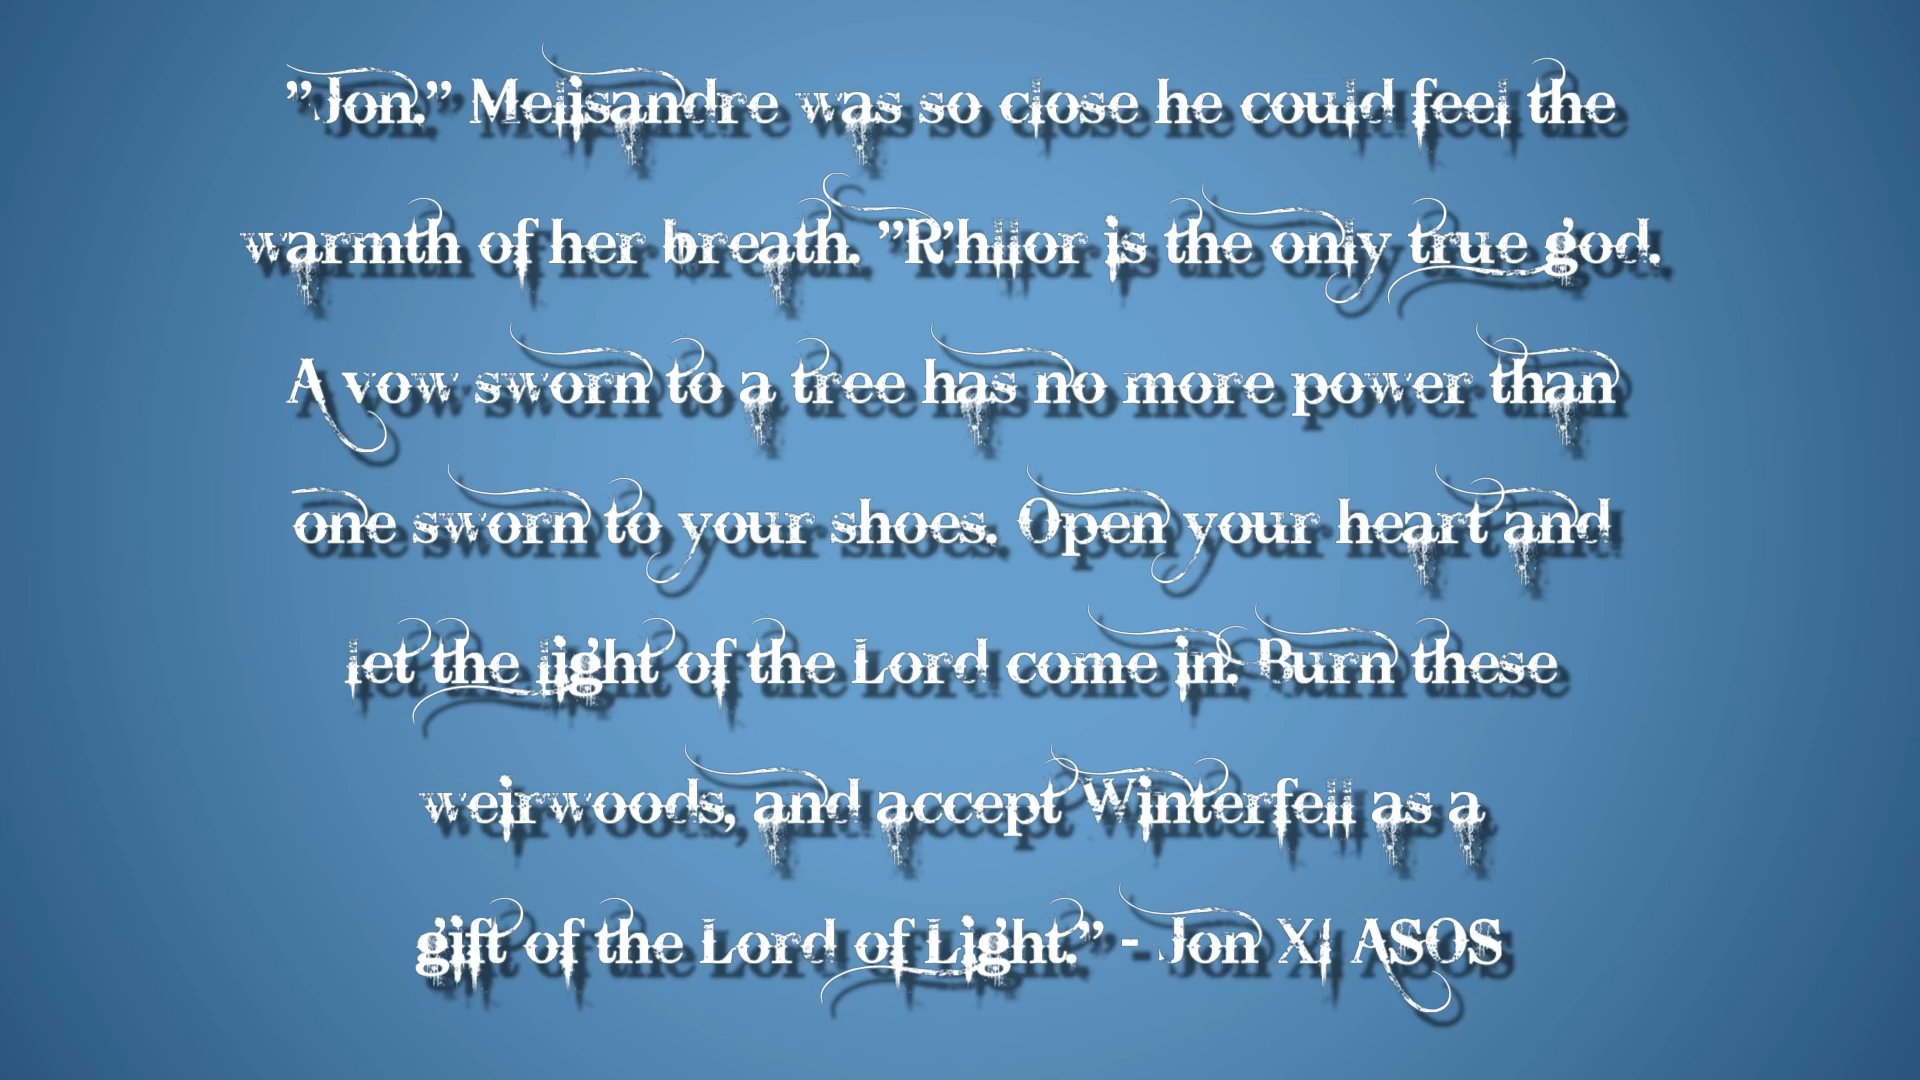 "Jon." Melisandre was so close he could feel the
warmth of her breath. "R'hllor is the only true god.
A vow sworn to a tree has no more power than
one sworn to your shoes. Open your heart and
let the light of the Lord come in. Burn these
weirwoods, and accept Winterfell as a
gift of the Lord of Light." - Jon XI ASOS